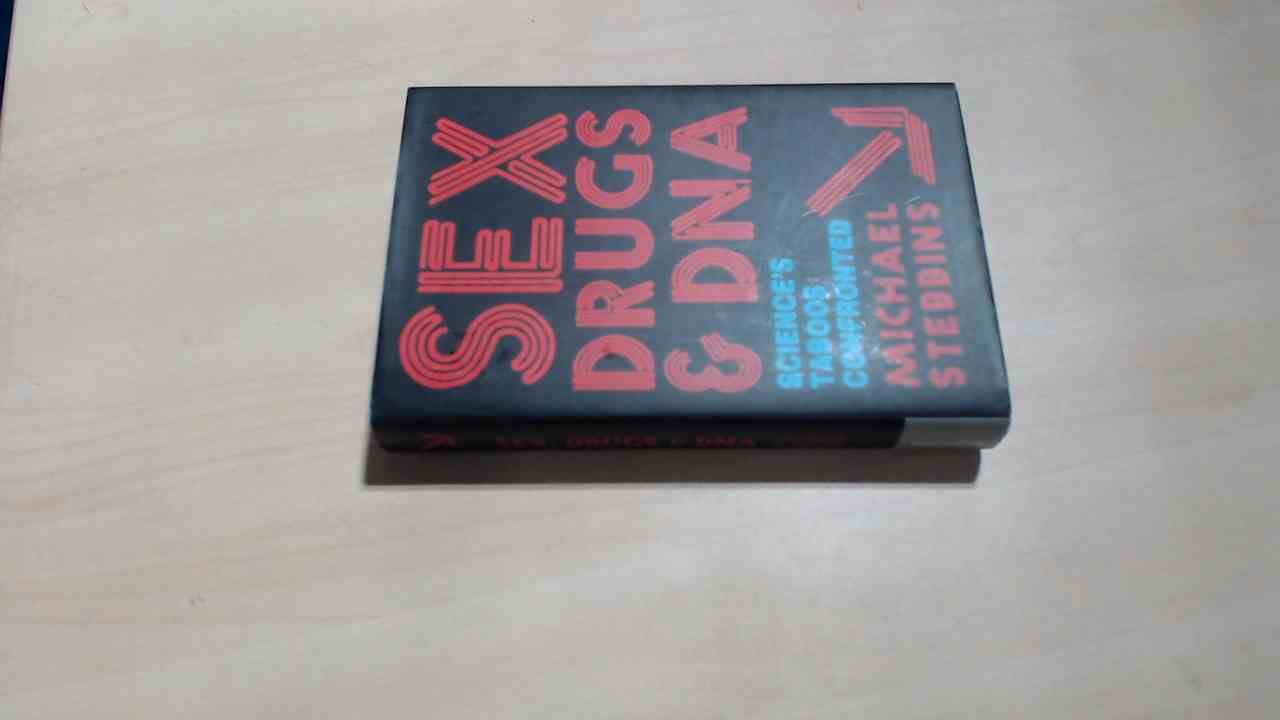 SEX
DRUGS
& DNA
SCIENCE'S
TABOOS
CONFRONTED
MICHAEL
STEBBINS
SEX, DRUGS & DNA